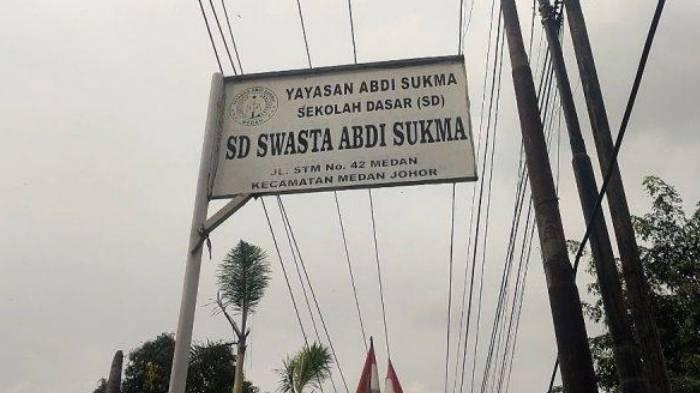 YAYASAN ABDI SUKMA
SEKOLAH DASAR (SD)
SD SWASTA ABDI SUKMA
JL. STM No. 42 MEDAN
KECAMATAN MEDAN JOHOR